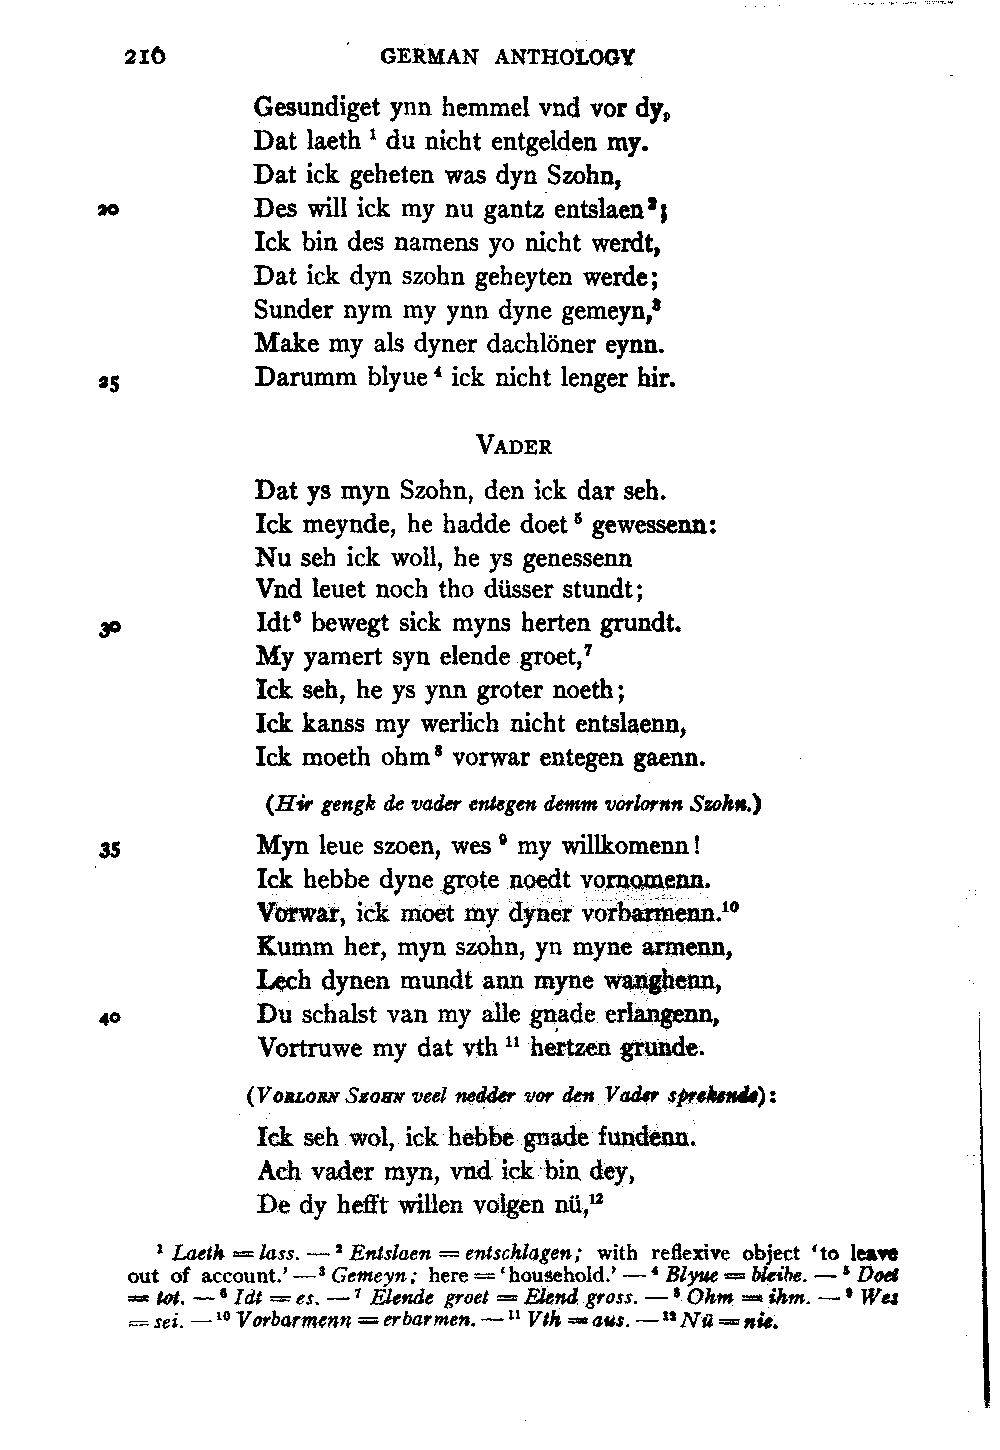 216 GERMAN ANTHOLOGY
Gesundiget ynn hemmel vnd vor dy,
Dat laeth ¹ du nicht entgelden my.
Dat ick geheten was dyn Szohn,
20 Des will ick my nu gantz entslaen²;
Ick bin des namens yo nicht werdt,
Dat ick dyn szohn geheyten werde;
Sunder nym my ynn dyne gemeyn,³
Make my als dyner dachlöner eynn.
25 Darumm blyue ⁴ ick nicht lenger hir.
VADER
Dat ys myn Szohn, den ick dar seh.
Ick meynde, he hadde doet ⁵ gewessenn:
Nu seh ick woll, he ys genessenn
Vnd leuet noch tho düsser stundt;
30 Idt⁶ bewegt sick myns herten grundt.
My yamert syn elende groet,⁷
Ick seh, he ys ynn groter noeth;
Ick kanss my werlich nicht entslaenn,
Ick moeth ohm⁸ vorwar entegen gaenn.
(Hir gengk de vader entegen demm vorlornn Szohn.)
35 Myn leue szoen, wes ⁹ my willkomenn!
Ick hebbe dyne grote noedt vornomenn.
Vorwar, ick moet my dyner vorbarmenn.¹⁰
Kumm her, myn szohn, yn myne armenn,
Lech dynen mundt ann myne wanghenn,
40 Du schalst van my alle gnade erlangenn,
Vortruwe my dat vth ¹¹ hertzen grunde.
(VORLORN SZOHN veel nedder vor den Vader sprekende):
Ick seh wol, ick hebbe gnade fundenn.
Ach vader myn, vnd ick bin dey,
De dy hefft willen volgen nü,¹²
¹ Laeth = lass. — ² Entslaen = entschlagen; with reflexive object ‘to leave
out of account.’ — ³ Gemeyn; here = ‘household.’ — ⁴ Blyue = bleibe. — ⁵ Doet
= tot. — ⁶ Idt = es. — ⁷ Elende groet = Elend gross. — ⁸ Ohm = ihm. — ⁹ Wes
= sei. — ¹⁰ Vorbarmenn = erbarmen. — ¹¹ Vth = aus. — ¹² Nü = nie.